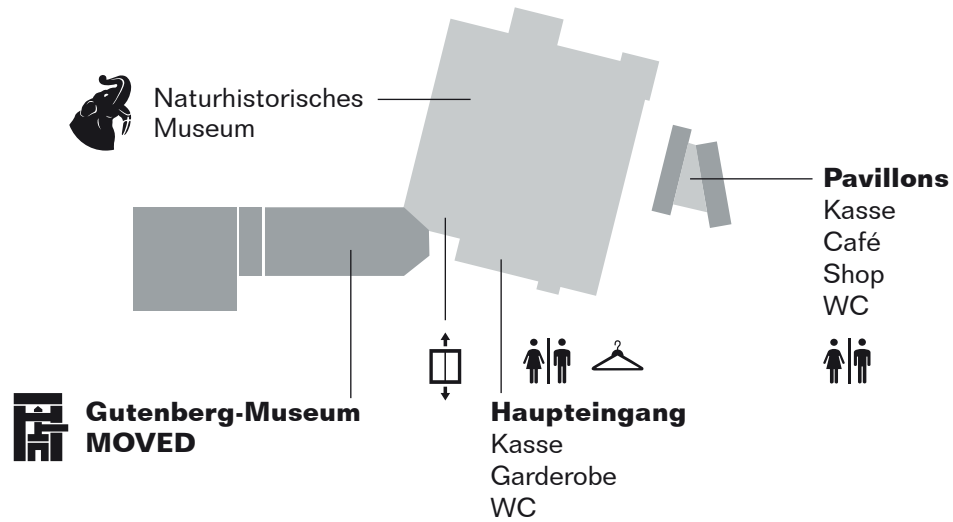 Naturhistorisches
Museum
Pavillons
Kasse
Café
Shop
WC
Gutenberg-Museum
MOVED
Haupteingang
Kasse
Garderobe
WC